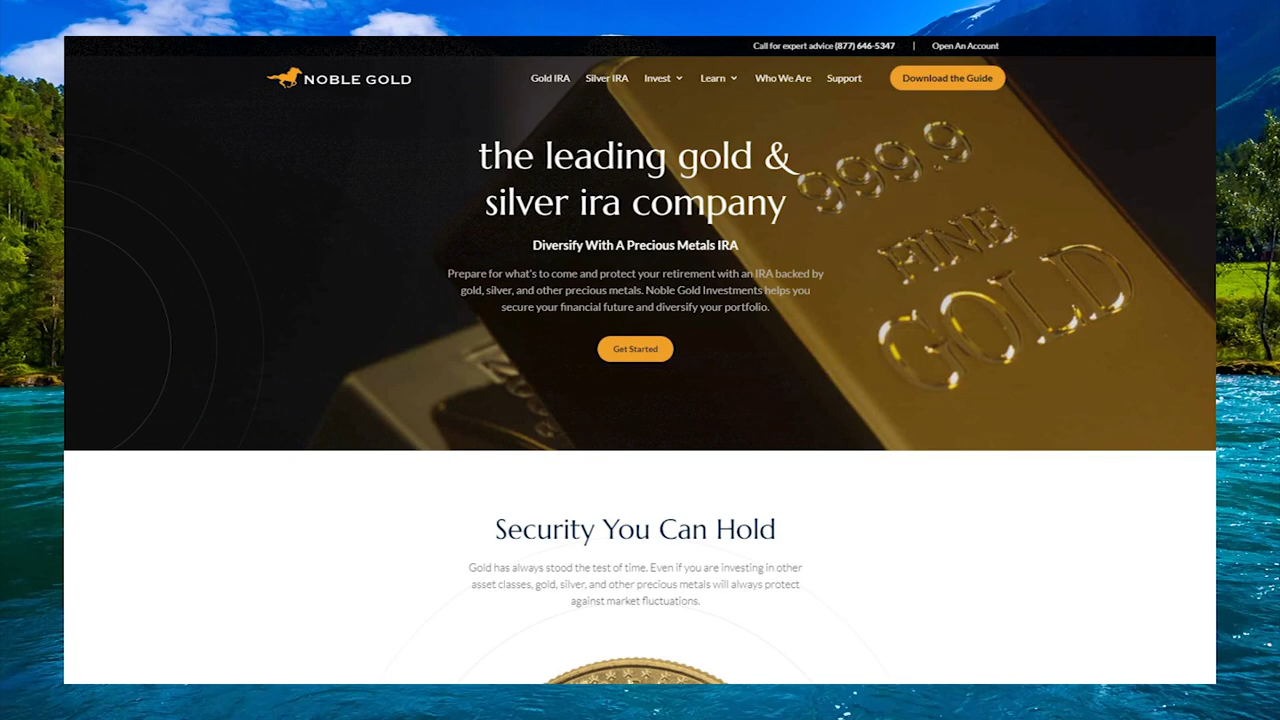 Call for expert advice (877) 646-5347 | Open An Account
NOBLE GOLD
Gold IRA Silver IRA Invest Learn Who We Are Support Download the Guide
the leading gold &
silver ira company
999.9
FINE
GOLD
Diversify With A Precious Metals IRA
Prepare for what's to come and protect your retirement with an IRA backed by
gold, silver, and other precious metals. Noble Gold Investments helps you
secure your financial future and diversify your portfolio.
Get Started
Security You Can Hold
Gold has always stood the test of time. Even if you are investing in other
asset classes, gold, silver, and other precious metals will always protect
against market fluctuations.